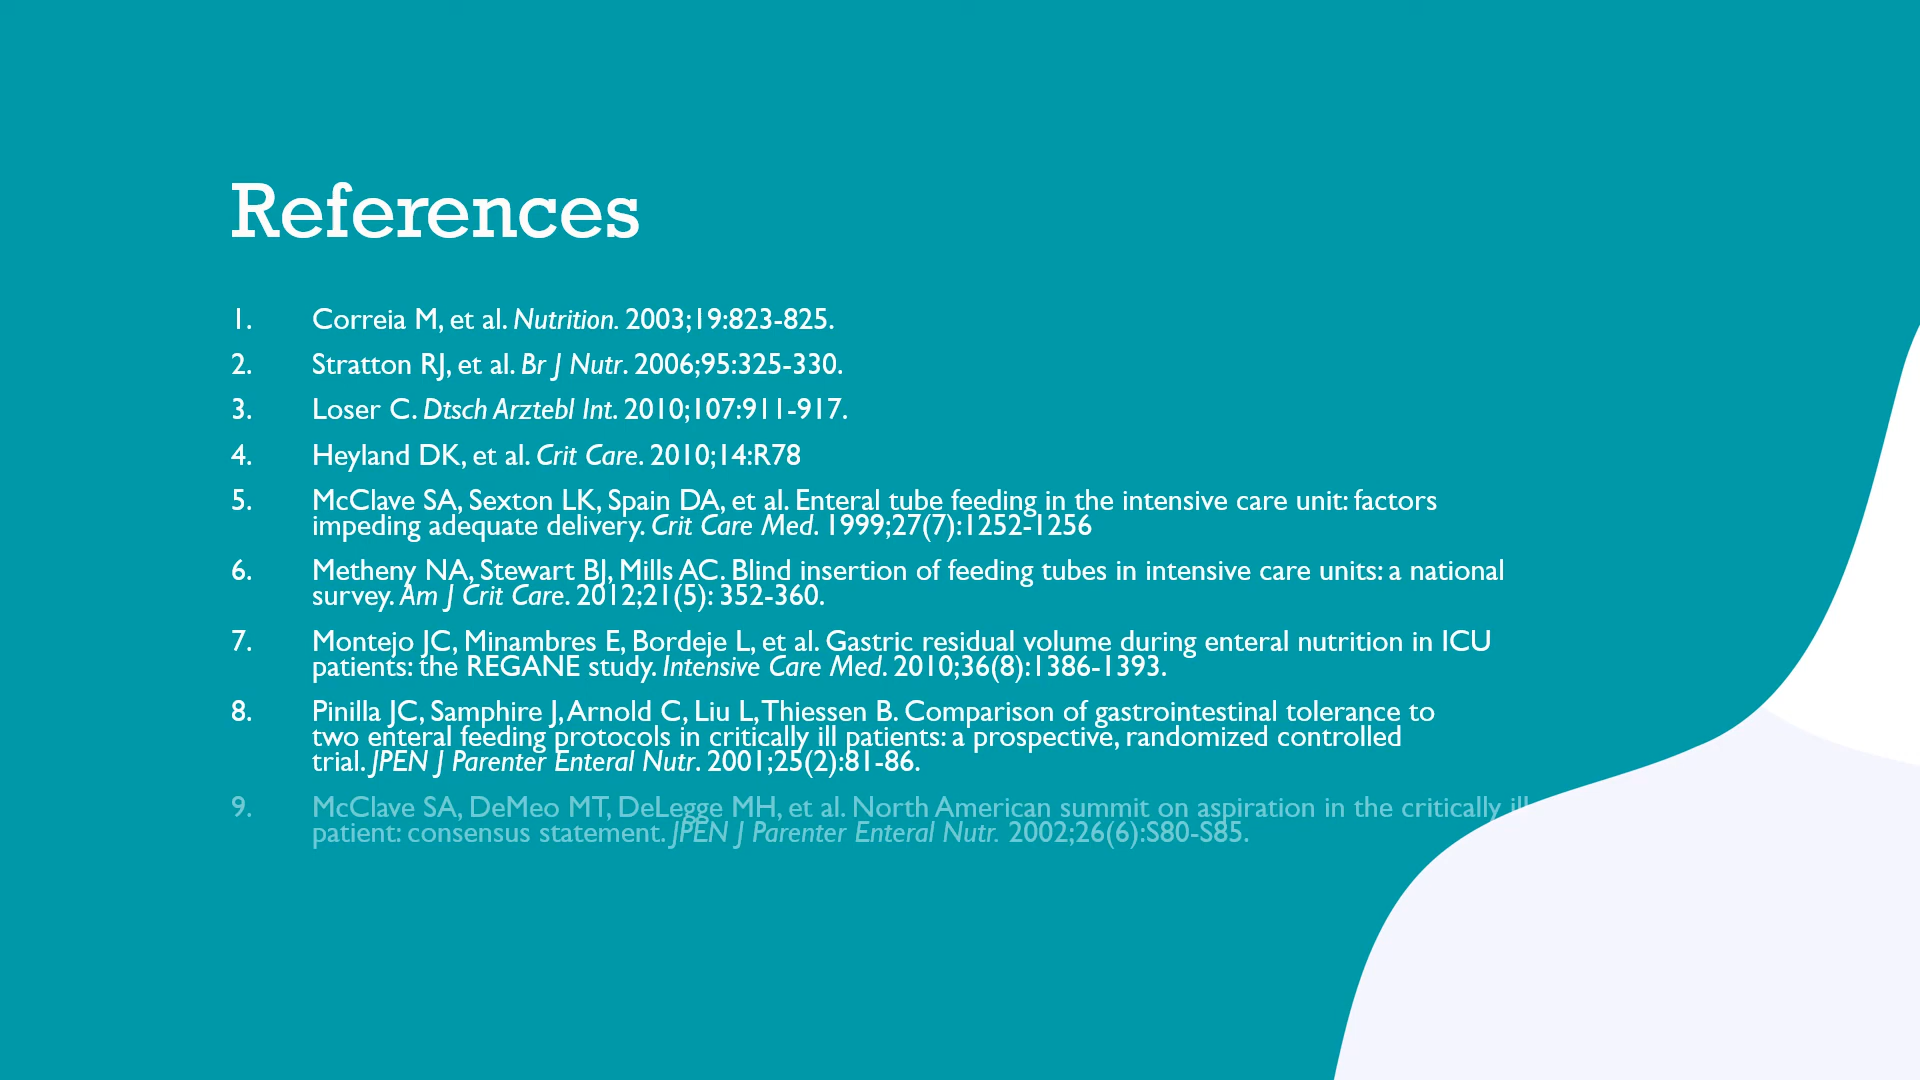 References
1. Correia M, et al. Nutrition. 2003;19:823-825.
2. Stratton RJ, et al. Br J Nutr. 2006;95:325-330.
3. Loser C. Dtsch Arztebl Int. 2010;107:911-917.
4. Heyland DK, et al. Crit Care. 2010;14:R78
5. McClave SA, Sexton LK, Spain DA, et al. Enteral tube feeding in the intensive care unit: factors
impeding adequate delivery. Crit Care Med. 1999;27(7):1252-1256
6. Metheny NA, Stewart BJ, Mills AC. Blind insertion of feeding tubes in intensive care units: a national
survey. Am J Crit Care. 2012;21(5): 352-360.
7. Montejo JC, Minambres E, Bordeje L, et al. Gastric residual volume during enteral nutrition in ICU
patients: the REGANE study. Intensive Care Med. 2010;36(8):1386-1393.
8. Pinilla JC, Samphire J, Arnold C, Liu L, Thiessen B. Comparison of gastrointestinal tolerance to
two enteral feeding protocols in critically ill patients: a prospective, randomized controlled
trial. JPEN J Parenter Enteral Nutr. 2001;25(2):81-86.
9. McClave SA, DeMeo MT, DeLegge MH, et al. North American summit on aspiration in the critically ill
patient: consensus statement. JPEN J Parenter Enteral Nutr. 2002;26(6):S80-S85.